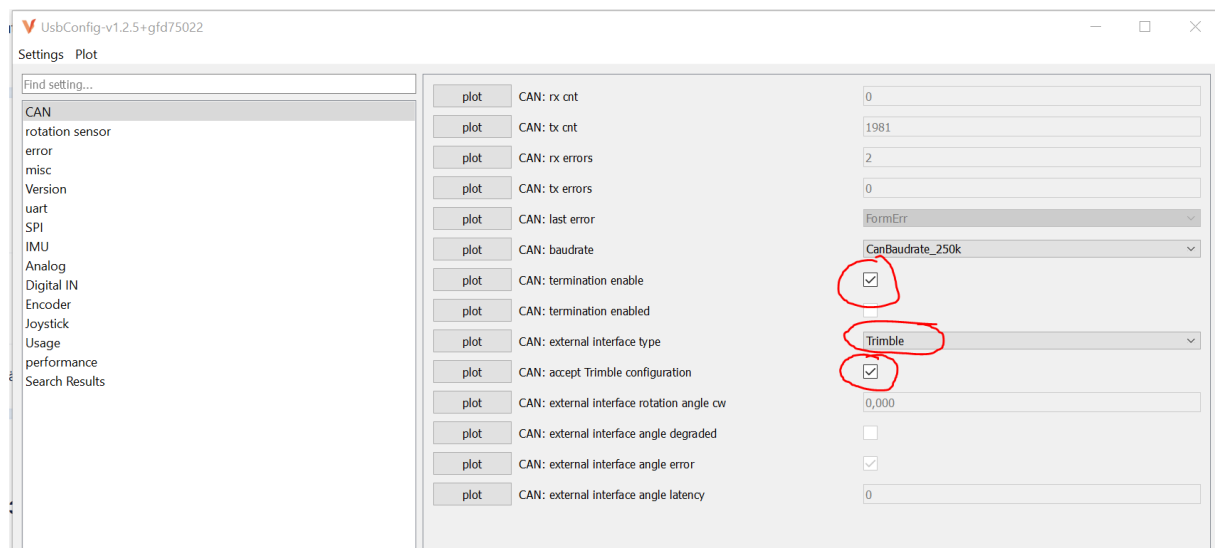 UsbConfig-v1.2.5+gfd75022
Settings Plot
Find setting...
CAN
rotation sensor
error
misc
Version
uart
SPI
IMU
Analog
Digital IN
Encoder
Joystick
Usage
performance
Search Results
plot CAN: rx cnt 0
plot CAN: tx cnt 1981
plot CAN: rx errors 2
plot CAN: tx errors 0
plot CAN: last error FormErr
plot CAN: baudrate CanBaudrate_250k
plot CAN: termination enable
plot CAN: termination enabled
plot CAN: external interface type Trimble
plot CAN: accept Trimble configuration
plot CAN: external interface rotation angle cw 0,000
plot CAN: external interface angle degraded
plot CAN: external interface angle error
plot CAN: external interface angle latency 0